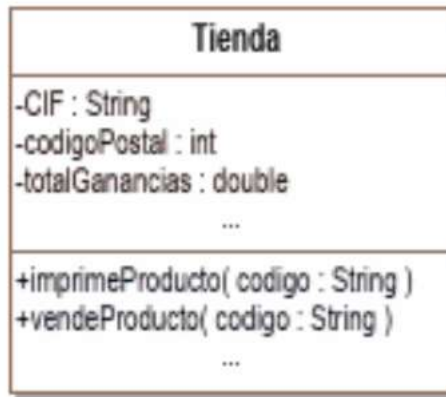 Tienda
-CIF : String
-codigoPostal : int
-totalGanancias : double
...
+imprimeProducto( codigo : String )
+vendeProducto( codigo : String )
...